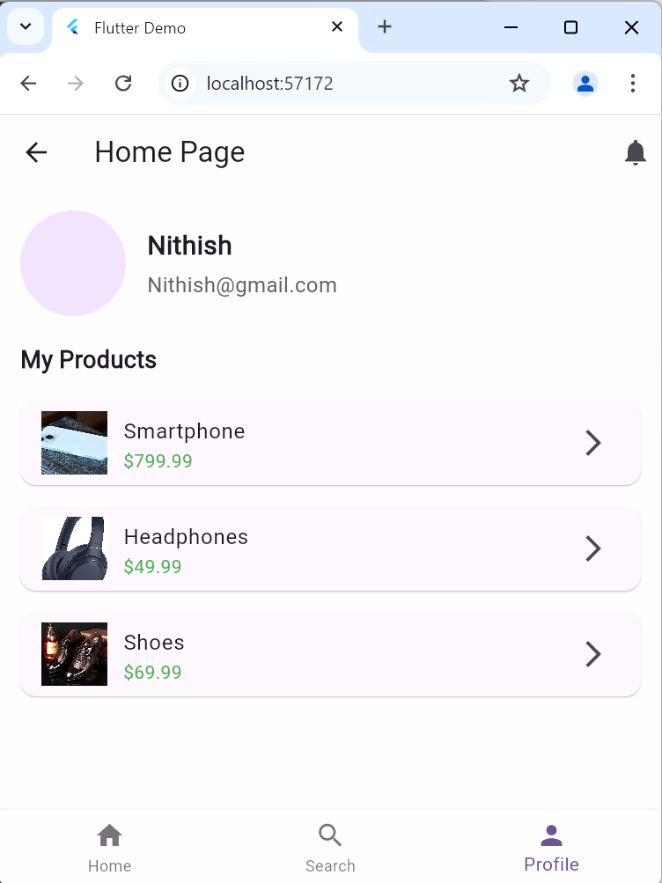 Flutter Demo
localhost:57172
Home Page
Nithish
Nithish@gmail.com
My Products
Smartphone
$799.99
Headphones
$49.99
Shoes
$69.99
Home
Search
Profile